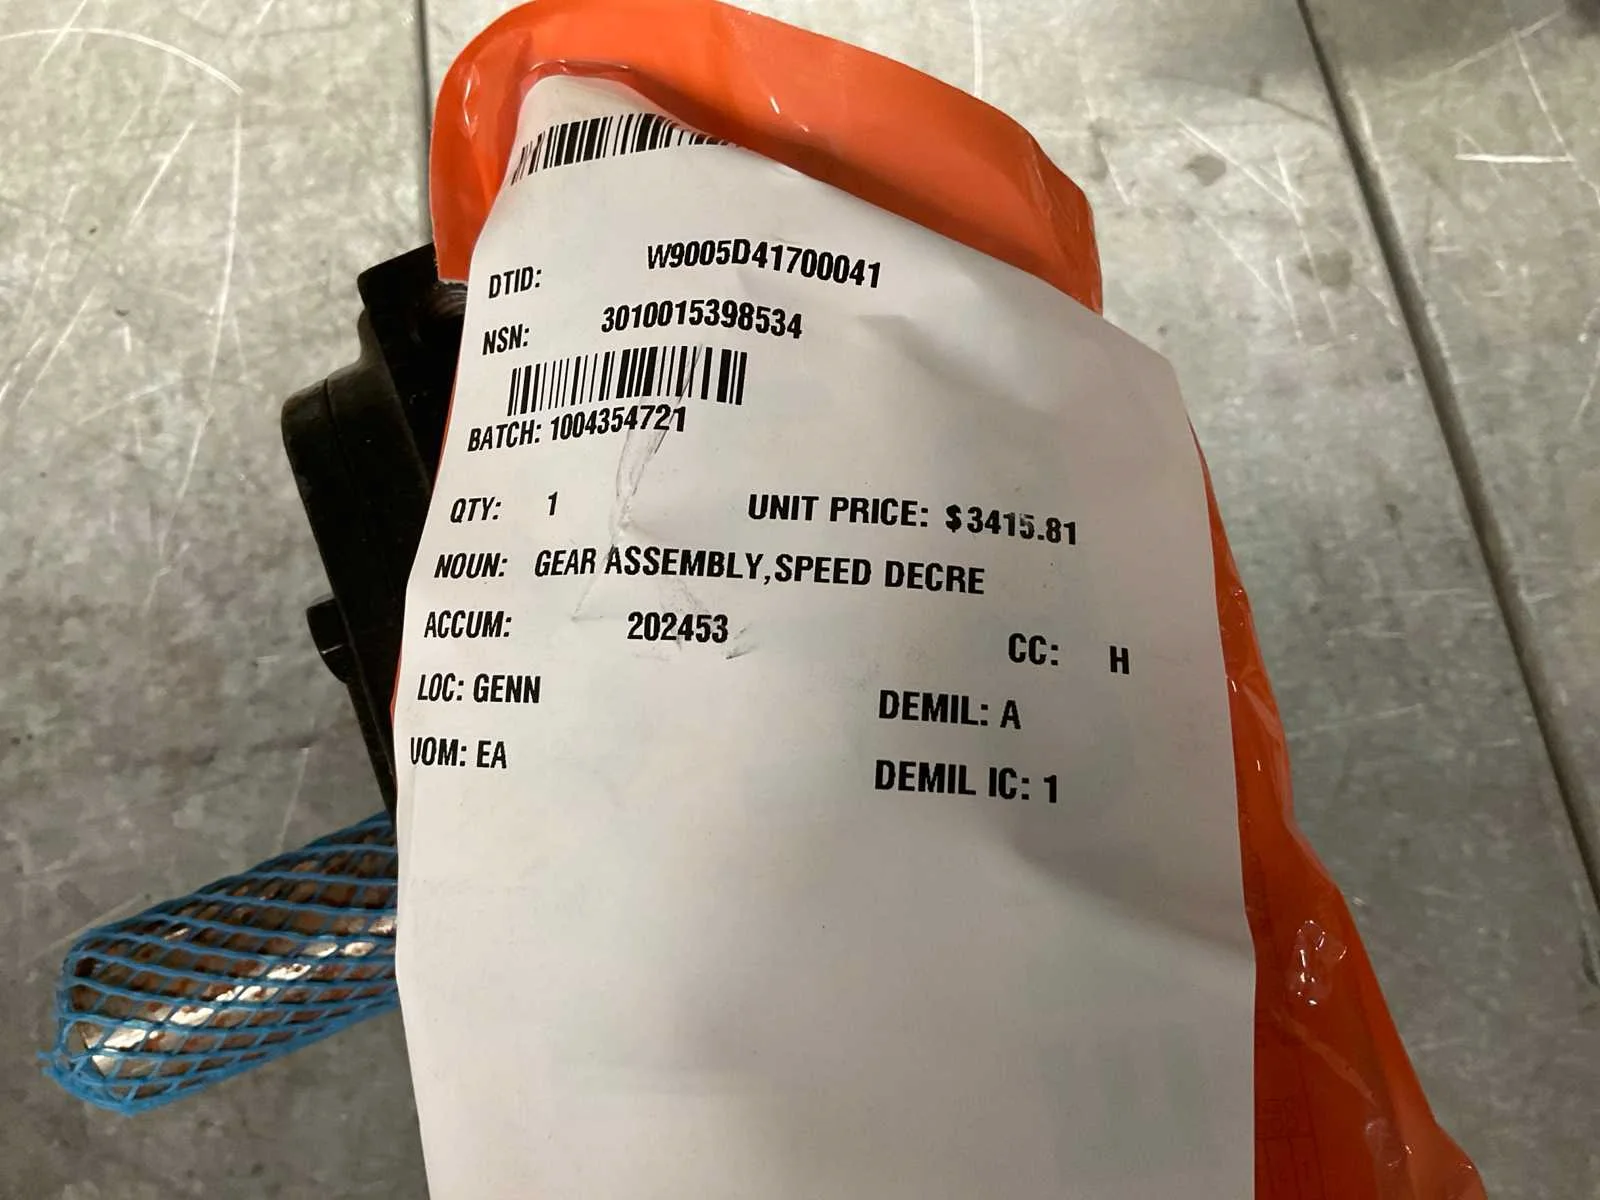 DTID: W9005D41700041
NSN: 3010015398534
BATCH: 1004354721
QTY: 1 UNIT PRICE: $3415.81
NOUN: GEAR ASSEMBLY,SPEED DECRE
ACCUM: 202453
CC: H
LOC: GENN
DEMIL: A
UOM: EA
DEMIL IC: 1